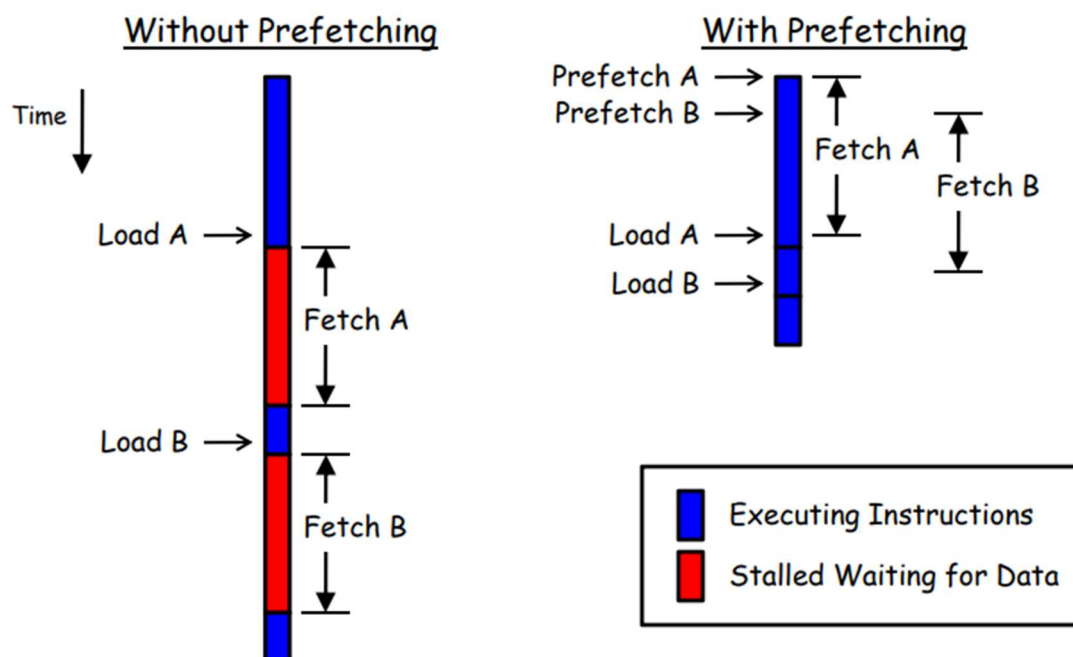 Without Prefetching
Time
Load A
Fetch A
Load B
Fetch B
With Prefetching
Prefetch A
Prefetch B
Fetch A
Fetch B
Load A
Load B
Executing Instructions
Stalled Waiting for Data